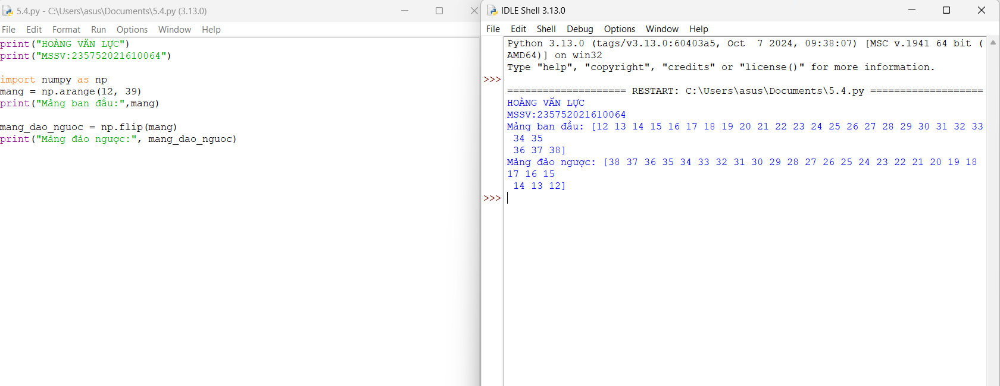 5.4.py - C:\Users\asus\Documents\5.4.py (3.13.0)
File Edit Format Run Options Window Help
print("HOÀNG VĂN LỰC")
print("MSSV:235752021610064")
import numpy as np
mang = np.arange(12, 39)
print("Mảng ban đầu:",mang)
mang_dao_nguoc = np.flip(mang)
print("Mảng đảo ngược:", mang_dao_nguoc)
IDLE Shell 3.13.0
File Edit Shell Debug Options Window Help
Python 3.13.0 (tags/v3.13.0:60403a5, Oct  7 2024, 09:38:07) [MSC v.1941 64 bit (
AMD64)] on win32
Type "help", "copyright", "credits" or "license()" for more information.
>>>
==================== RESTART: C:\Users\asus\Documents\5.4.py ===================
HOÀNG VĂN LỰC
MSSV:235752021610064
Mảng ban đầu: [12 13 14 15 16 17 18 19 20 21 22 23 24 25 26 27 28 29 30 31 32 33
 34 35
 36 37 38]
Mảng đảo ngược: [38 37 36 35 34 33 32 31 30 29 28 27 26 25 24 23 22 21 20 19 18
17 16 15
 14 13 12]
>>>